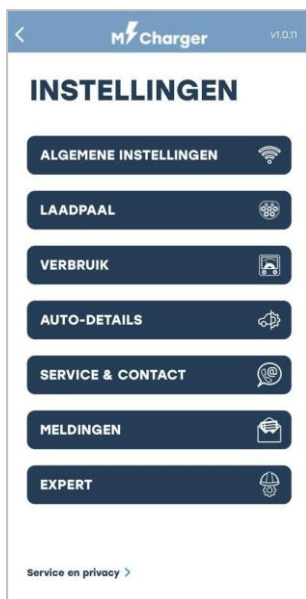 M Charger
v1.0.11
INSTELLINGEN
ALGEMENE INSTELLINGEN
LAADPAAL
VERBRUIK
AUTO-DETAILS
SERVICE & CONTACT
MELDINGEN
EXPERT
Service en privacy >